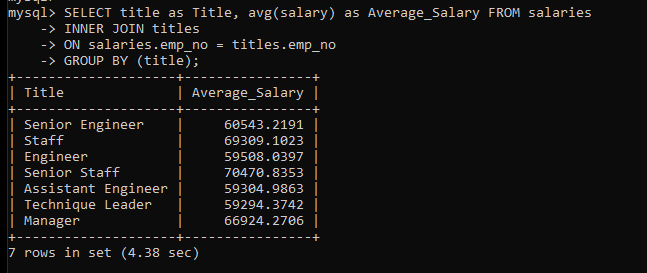 mysql> SELECT title as Title, avg(salary) as Average_Salary FROM salaries
    -> INNER JOIN titles
    -> ON salaries.emp_no = titles.emp_no
    -> GROUP BY (title);
+--------------------+----------------+
| Title              | Average_Salary |
+--------------------+----------------+
| Senior Engineer    |     60543.2191 |
| Staff              |     69309.1023 |
| Engineer           |     59508.0397 |
| Senior Staff       |     70470.8353 |
| Assistant Engineer |     59304.9863 |
| Technique Leader   |     59294.3742 |
| Manager            |     66924.2706 |
+--------------------+----------------+
7 rows in set (4.38 sec)